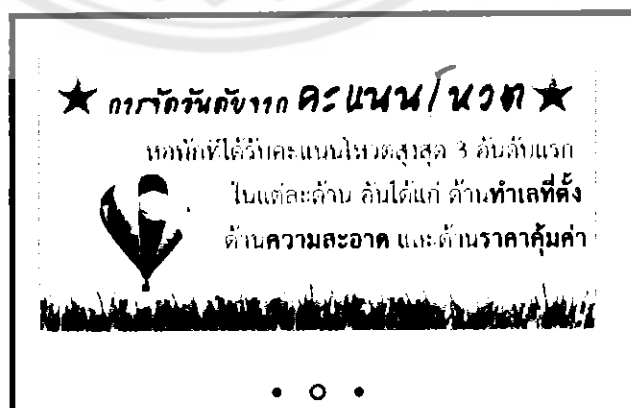 การจัดอันดับจาก คะแนนโหวต
หอพักที่ได้รับคะแนนโหวตสูงสุด 3 อันดับแรก
ในแต่ละด้าน อันได้แก่ ด้านทำเลที่ตั้ง
ด้านความสะอาด และด้านราคาคุ้มค่า